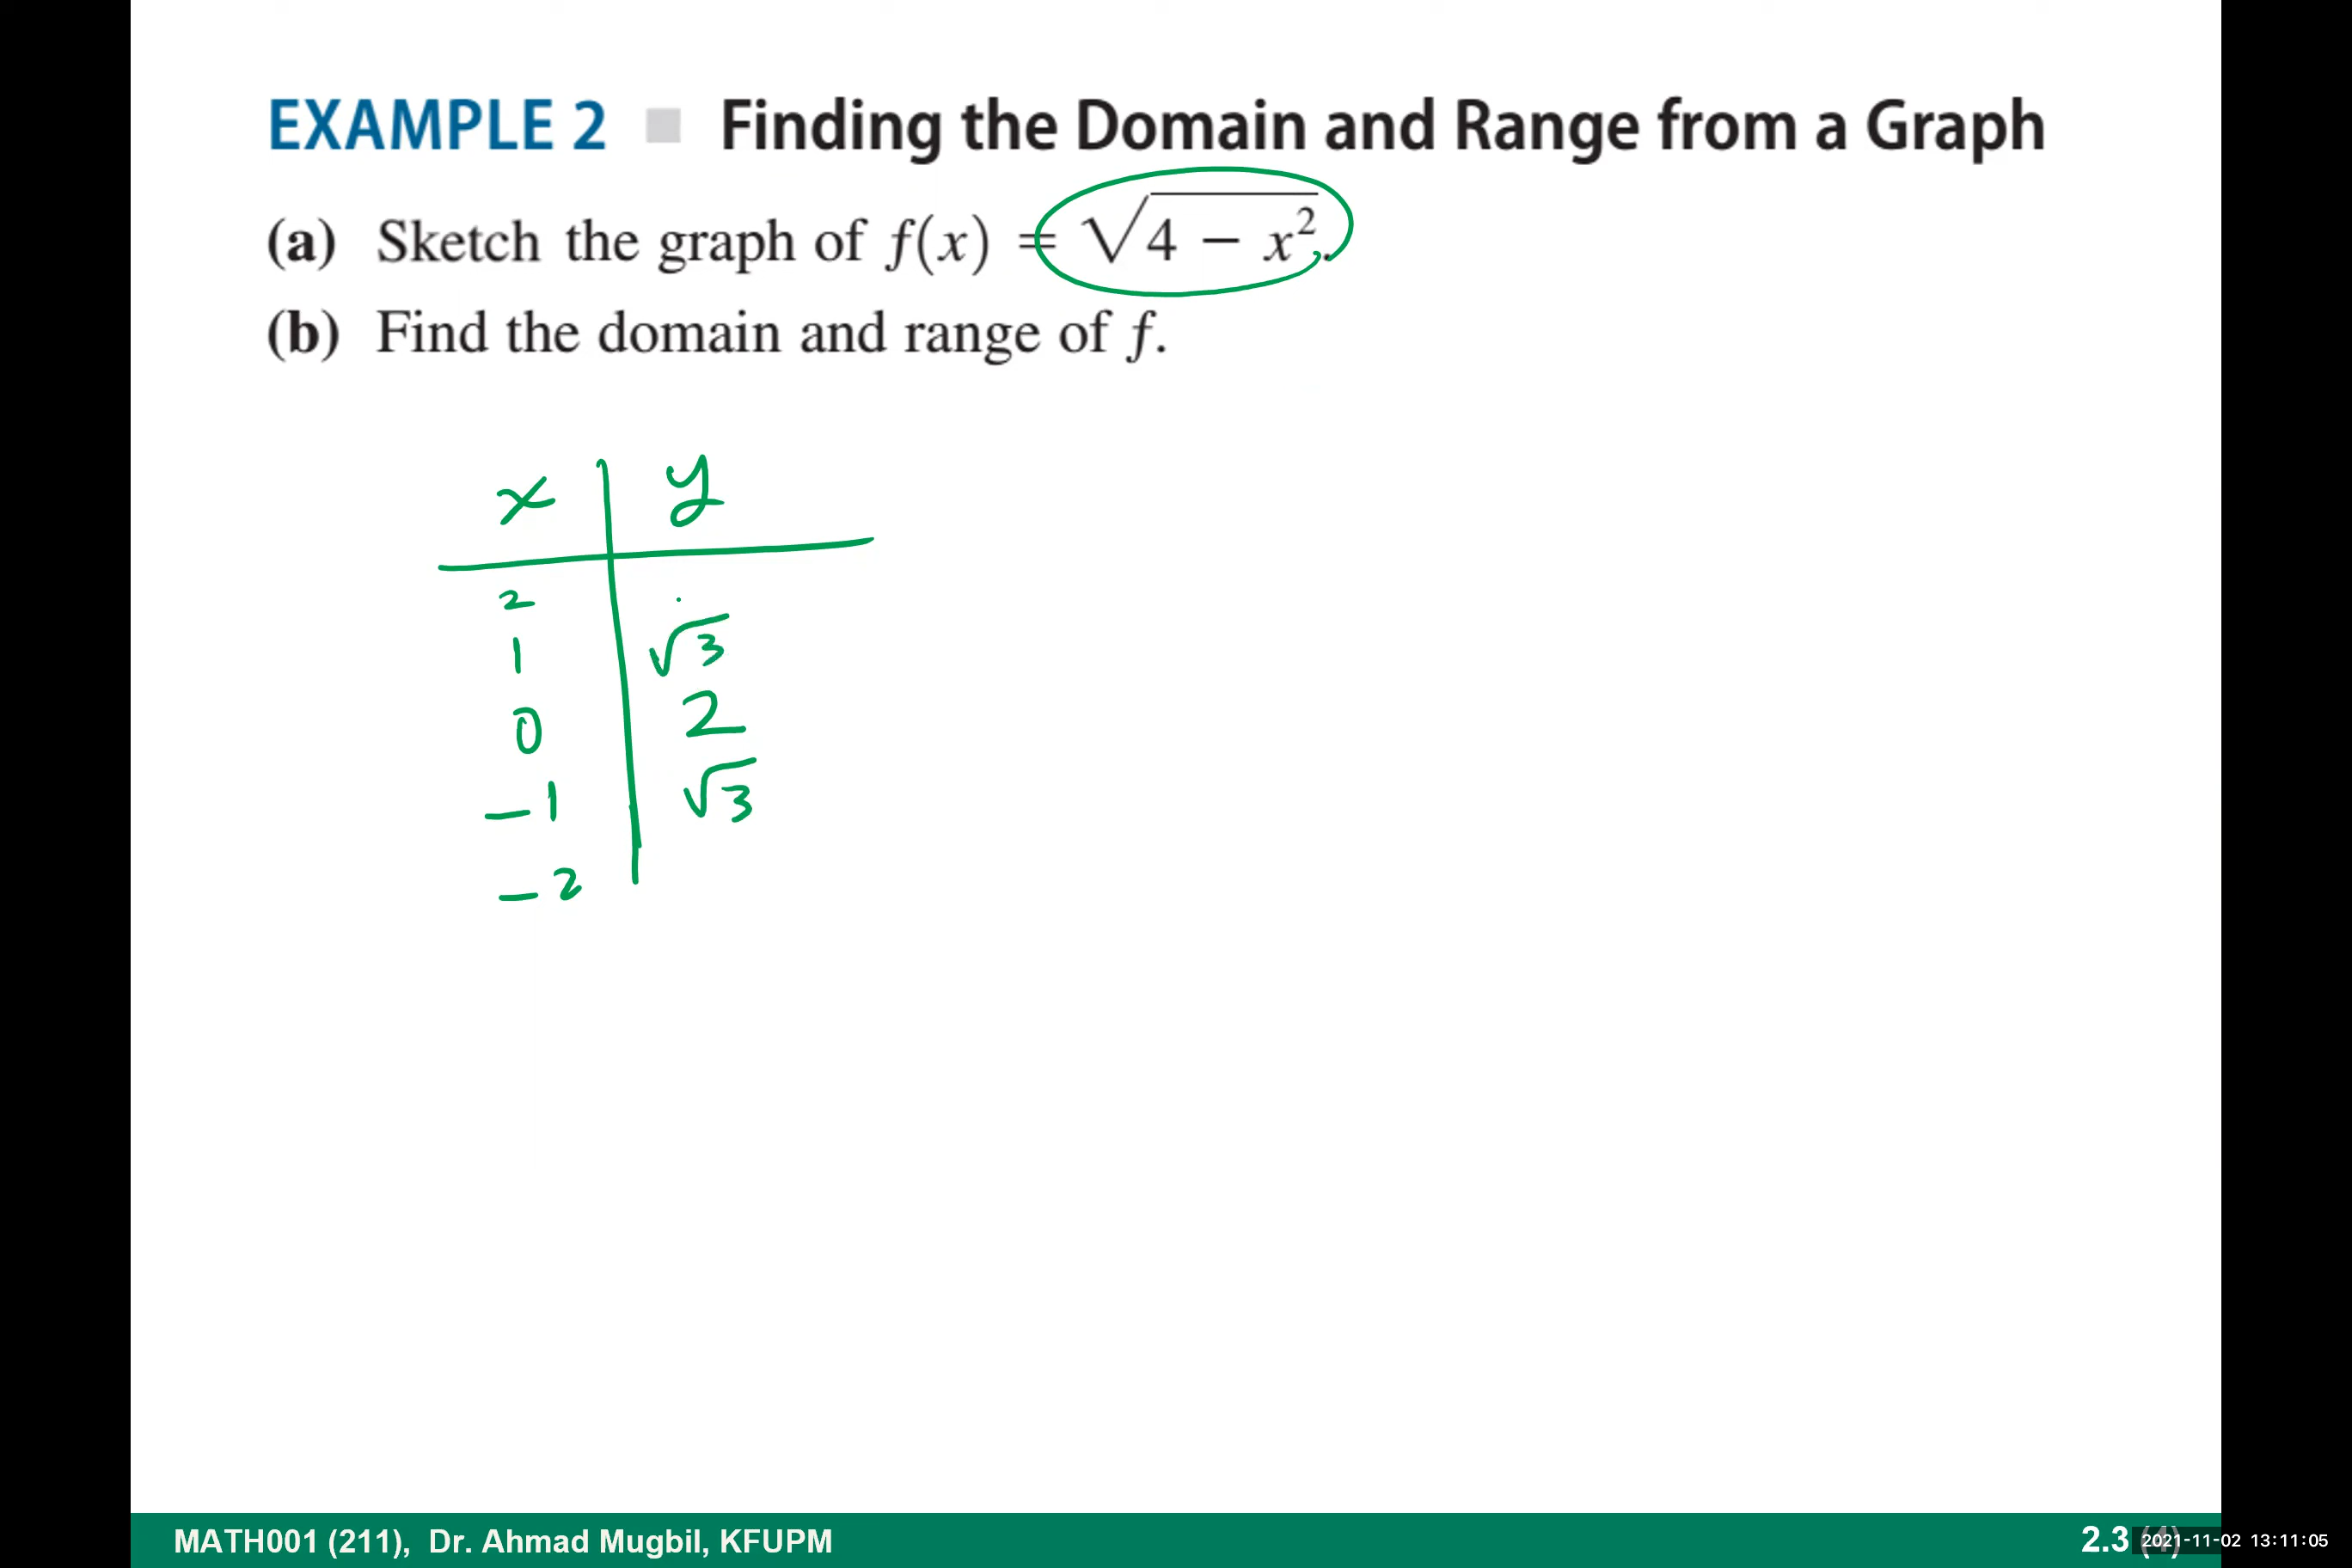 EXAMPLE 2 ■ Finding the Domain and Range from a Graph
(a) Sketch the graph of f(x) = √(4 − x²).
(b) Find the domain and range of f.
x | y
2
1 | √3
0 | 2
−1 | √3
−2
MATH001 (211), Dr. Ahmad Mugbil, KFUPM
2.3 (4) 2021-11-02 13:11:05